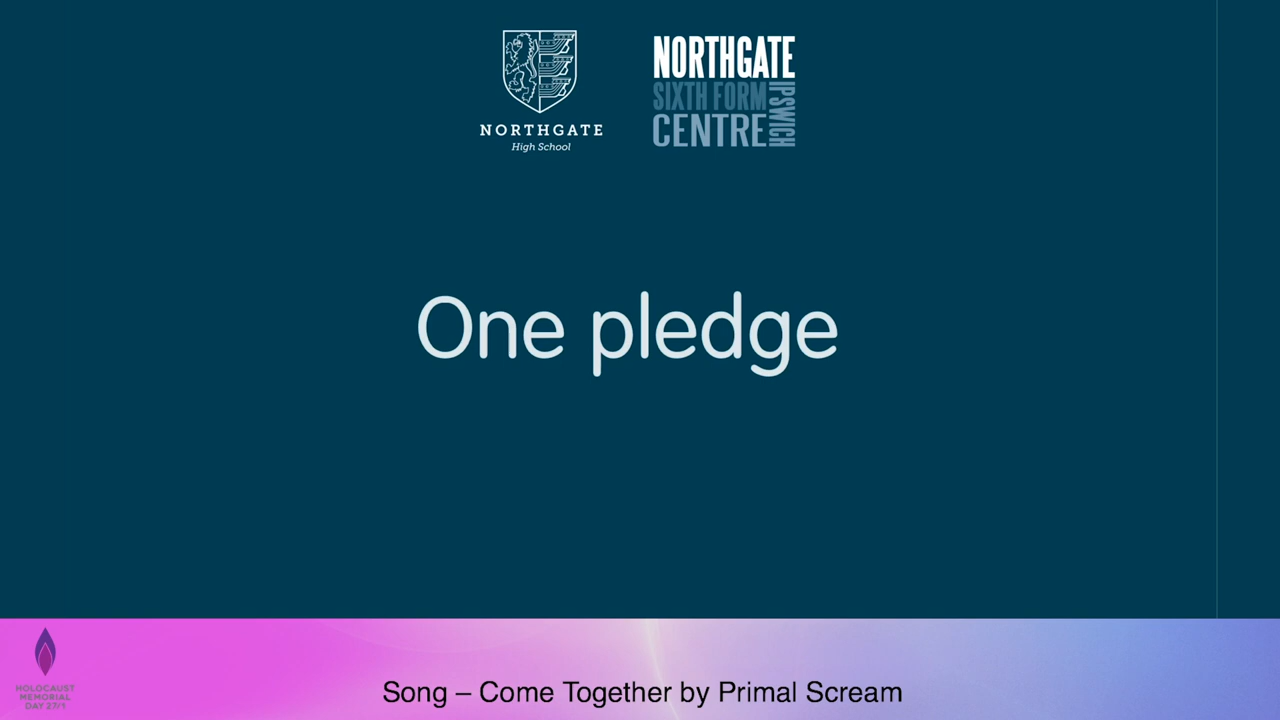 NORTHGATE
High School
NORTHGATE
SIXTH FORM
CENTRE
IPSWICH
One pledge
HOLOCAUST
MEMORIAL
DAY 27/1
Song – Come Together by Primal Scream